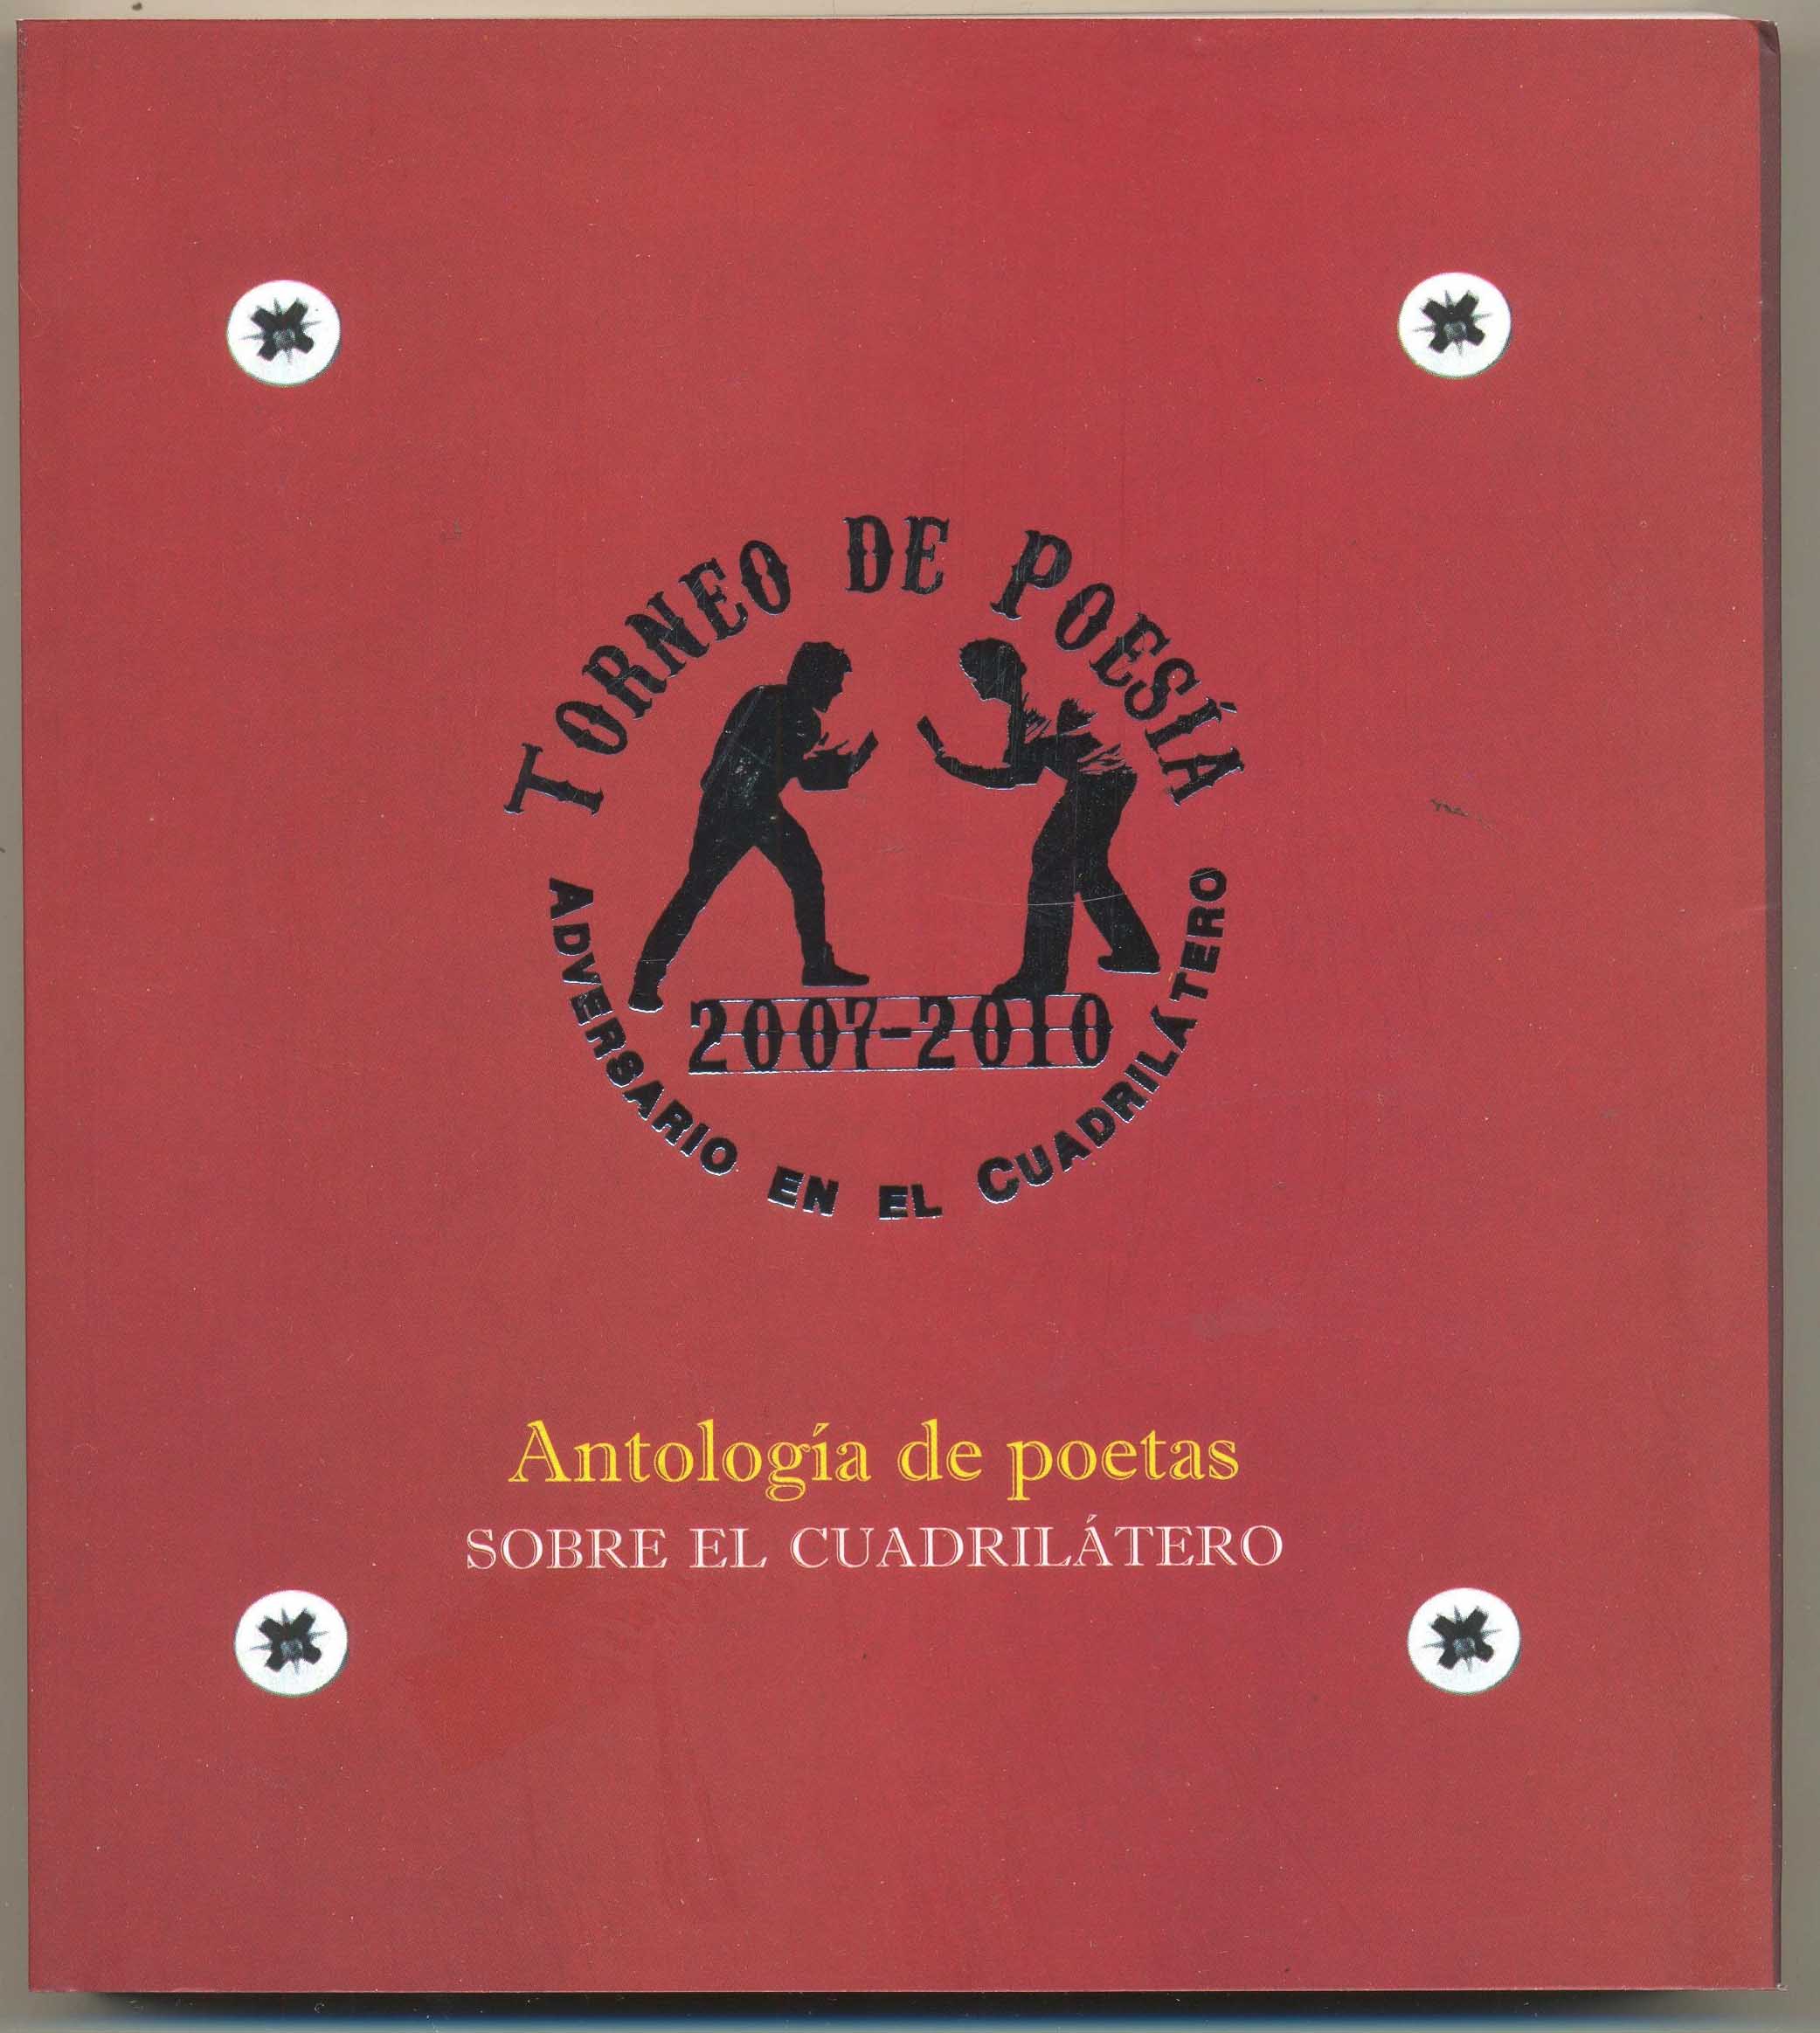 TORNEO DE POESÍA
2007-2010
ADVERSARIO EN EL CUADRILÁTERO
Antología de poetas
SOBRE EL CUADRILÁTERO